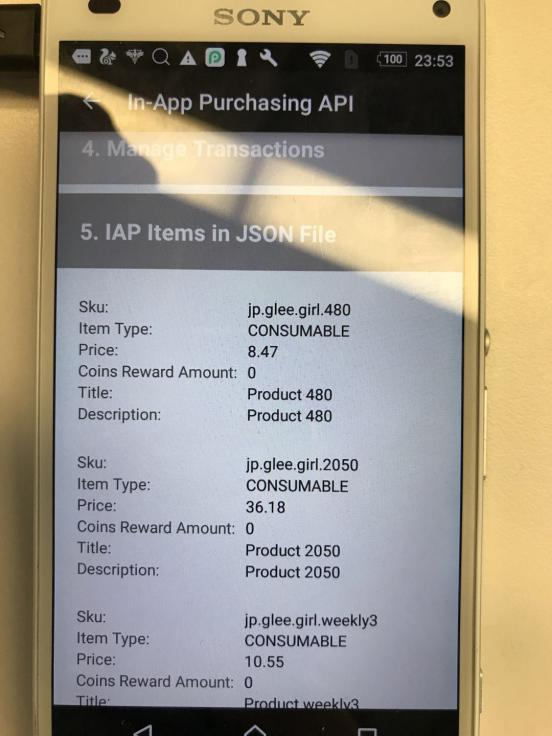 SONY
100 23:53
In-App Purchasing API
4. Manage Transactions
5. IAP Items in JSON File
Sku: jp.glee.girl.480
Item Type: CONSUMABLE
Price: 8.47
Coins Reward Amount: 0
Title: Product 480
Description: Product 480
Sku: jp.glee.girl.2050
Item Type: CONSUMABLE
Price: 36.18
Coins Reward Amount: 0
Title: Product 2050
Description: Product 2050
Sku: jp.glee.girl.weekly3
Item Type: CONSUMABLE
Price: 10.55
Coins Reward Amount: 0
Title: Product weekly3